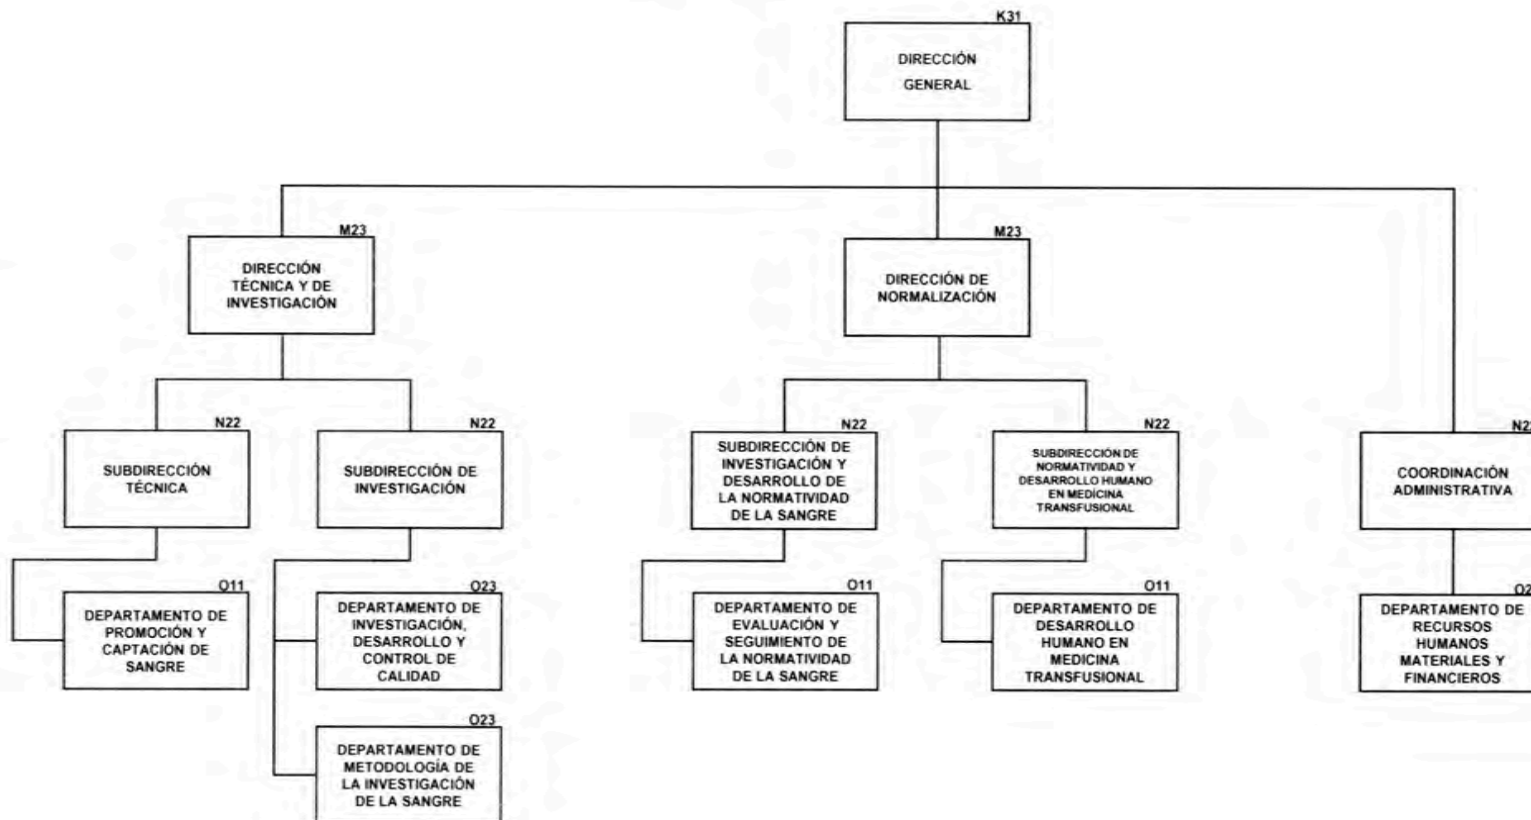 K31
DIRECCIÓN
GENERAL
M23
DIRECCIÓN
TÉCNICA Y DE
INVESTIGACIÓN
M23
DIRECCIÓN DE
NORMALIZACIÓN
N22
SUBDIRECCIÓN
TÉCNICA
N22
SUBDIRECCIÓN DE
INVESTIGACIÓN
N22
SUBDIRECCIÓN DE
INVESTIGACIÓN Y
DESARROLLO DE
LA NORMATIVIDAD
DE LA SANGRE
N22
SUBDIRECCIÓN DE
NORMATIVIDAD Y
DESARROLLO HUMANO
EN MEDICINA
TRANSFUSIONAL
COORDINACIÓN
ADMINISTRATIVA
O11
DEPARTAMENTO DE
PROMOCIÓN Y
CAPTACIÓN DE
SANGRE
O23
DEPARTAMENTO DE
INVESTIGACIÓN,
DESARROLLO Y
CONTROL DE
CALIDAD
O11
DEPARTAMENTO DE
EVALUACIÓN Y
SEGUIMIENTO DE
LA NORMATIVIDAD
DE LA SANGRE
O11
DEPARTAMENTO DE
DESARROLLO
HUMANO EN
MEDICINA
TRANSFUSIONAL
DEPARTAMENTO DE
RECURSOS
HUMANOS
MATERIALES Y
FINANCIEROS
O23
DEPARTAMENTO DE
METODOLOGÍA DE
LA INVESTIGACIÓN
DE LA SANGRE